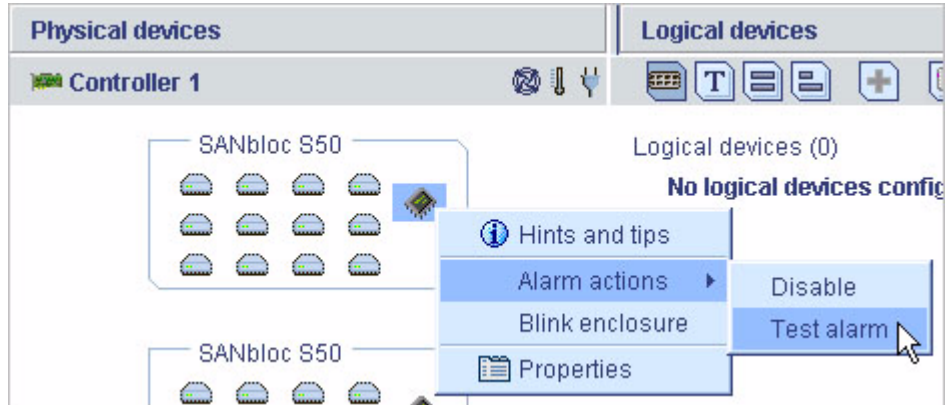 Physical devices
Logical devices
Controller 1
T
SANbloc S50
Logical devices (0)
No logical devices config
Hints and tips
Alarm actions
Disable
Blink enclosure
Test alarm
SANbloc S50
Properties